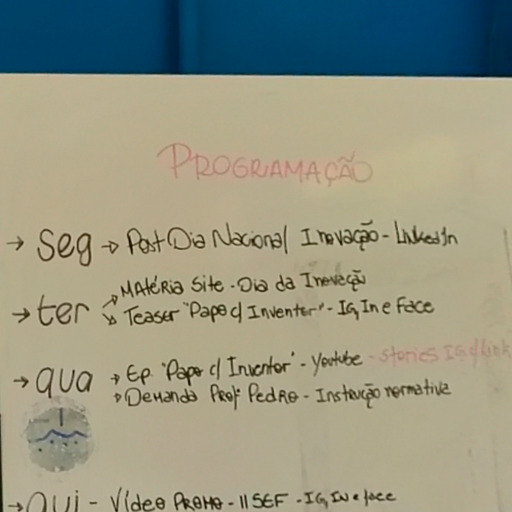 PROGRAMAÇÃO
→ seg → Post Dia Nacional Inovação - LinkedIn
→ ter → MAtéRia Site - Dia da Inovação
→ Teaser "Papo c/ Inventor" - IG, In e Face
→ qua → Ep. "Papo c/ Inventor" - Youtube - stories IG c/ link
→ Demanda Prof. PedRo - Instrução normativa
→ qui - Vídeo PROMO - II SEF - IG, IN e face